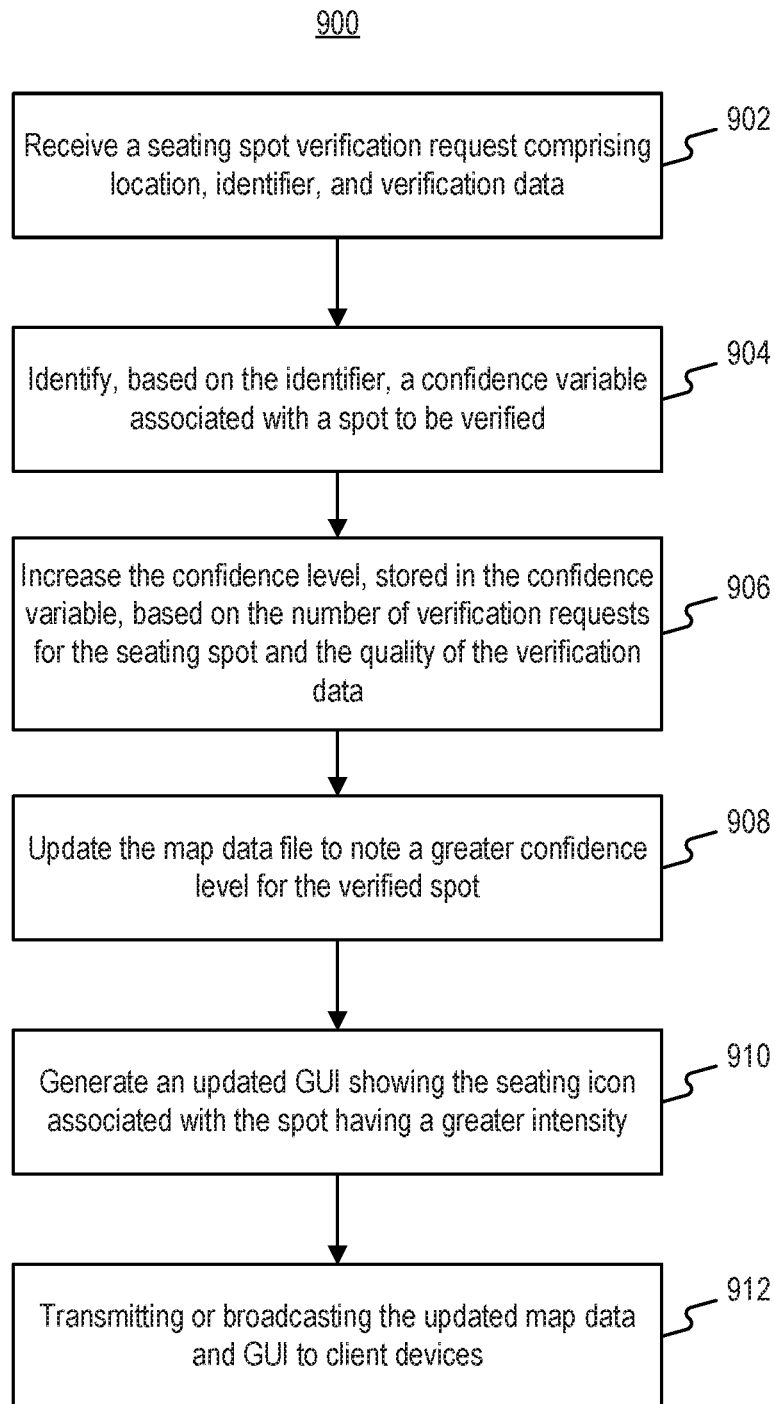 900
Receive a seating spot verification request comprising
location, identifier, and verification data
902
Identify, based on the identifier, a confidence variable
associated with a spot to be verified
904
Increase the confidence level, stored in the confidence
variable, based on the number of verification requests
for the seating spot and the quality of the verification
data
906
Update the map data file to note a greater confidence
level for the verified spot
908
Generate an updated GUI showing the seating icon
associated with the spot having a greater intensity
910
Transmitting or broadcasting the updated map data
and GUI to client devices
912